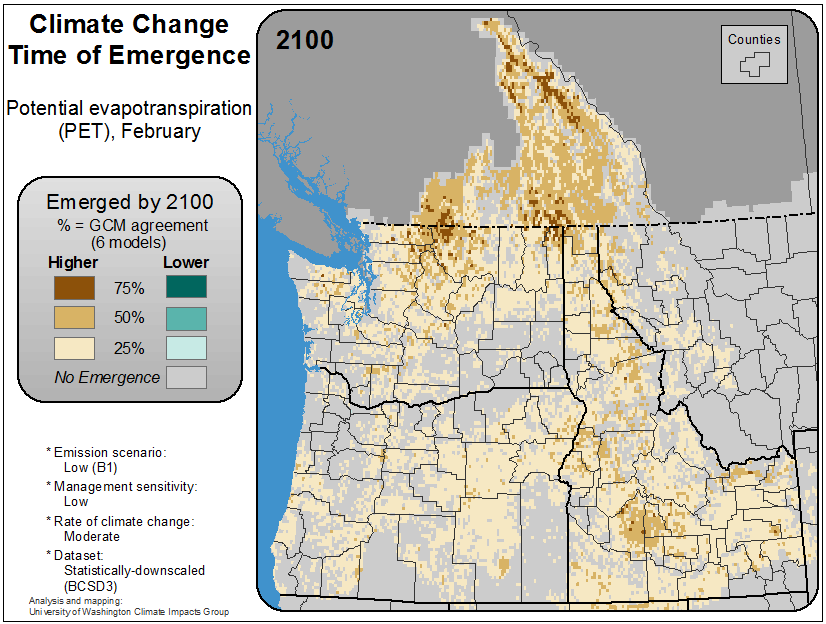 Climate Change
Time of Emergence
Potential evapotranspiration
(PET), February
Emerged by 2100
% = GCM agreement
(6 models)
Higher Lower
75%
50%
25%
No Emergence
* Emission scenario:
Low (B1)
* Management sensitivity:
Low
* Rate of climate change:
Moderate
* Dataset:
Statistically-downscaled
(BCSD3)
Analysis and mapping:
University of Washington Climate Impacts Group
2100
Counties